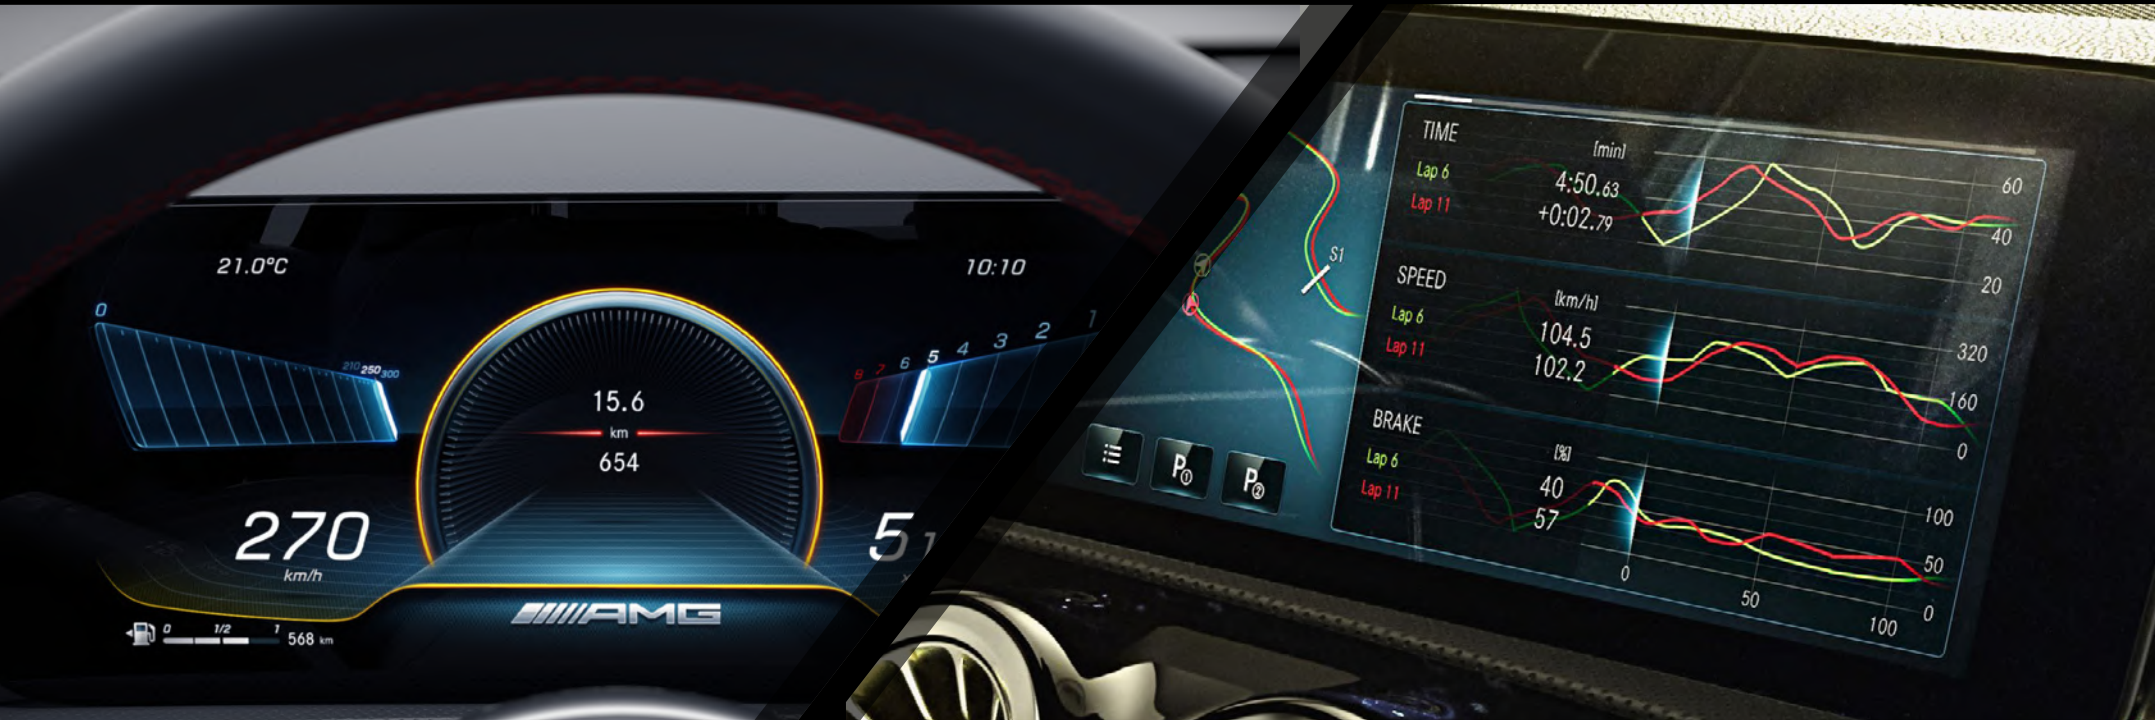 21.0°C
10:10
0
210 250 300
8 7 6 5 4 3 2 1
15.6
km
654
270
km/h
5
AMG
0 1/2 1
568 km
S1
P①
P②
TIME
[min]
Lap 6
4:50.63
Lap 11
+0:02.79
60
40
20
SPEED
[km/h]
Lap 6
104.5
Lap 11
102.2
320
160
0
BRAKE
[%]
Lap 6
40
Lap 11
57
100
50
0
0
50
100